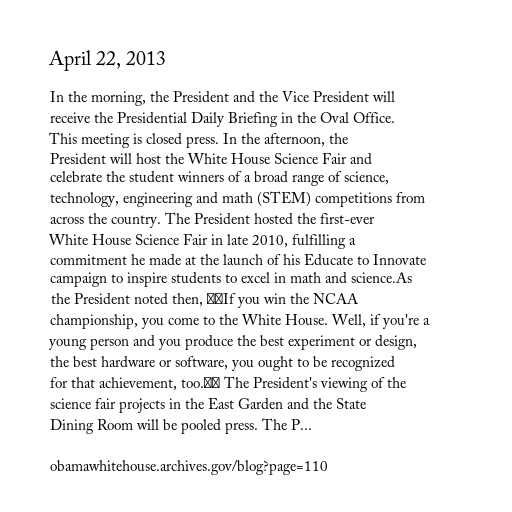 April 22, 2013
In the morning, the President and the Vice President will
receive the Presidential Daily Briefing in the Oval Office.
This meeting is closed press. In the afternoon, the
President will host the White House Science Fair and
celebrate the student winners of a broad range of science,
technology, engineering and math (STEM) competitions from
across the country. The President hosted the first-ever
White House Science Fair in late 2010, fulfilling a
commitment he made at the launch of his Educate to Innovate
campaign to inspire students to excel in math and science.As
the President noted then, If you win the NCAA
championship, you come to the White House. Well, if you're a
young person and you produce the best experiment or design,
the best hardware or software, you ought to be recognized
for that achievement, too. The President's viewing of the
science fair projects in the East Garden and the State
Dining Room will be pooled press. The P...
obamawhitehouse.archives.gov/blog?page=110